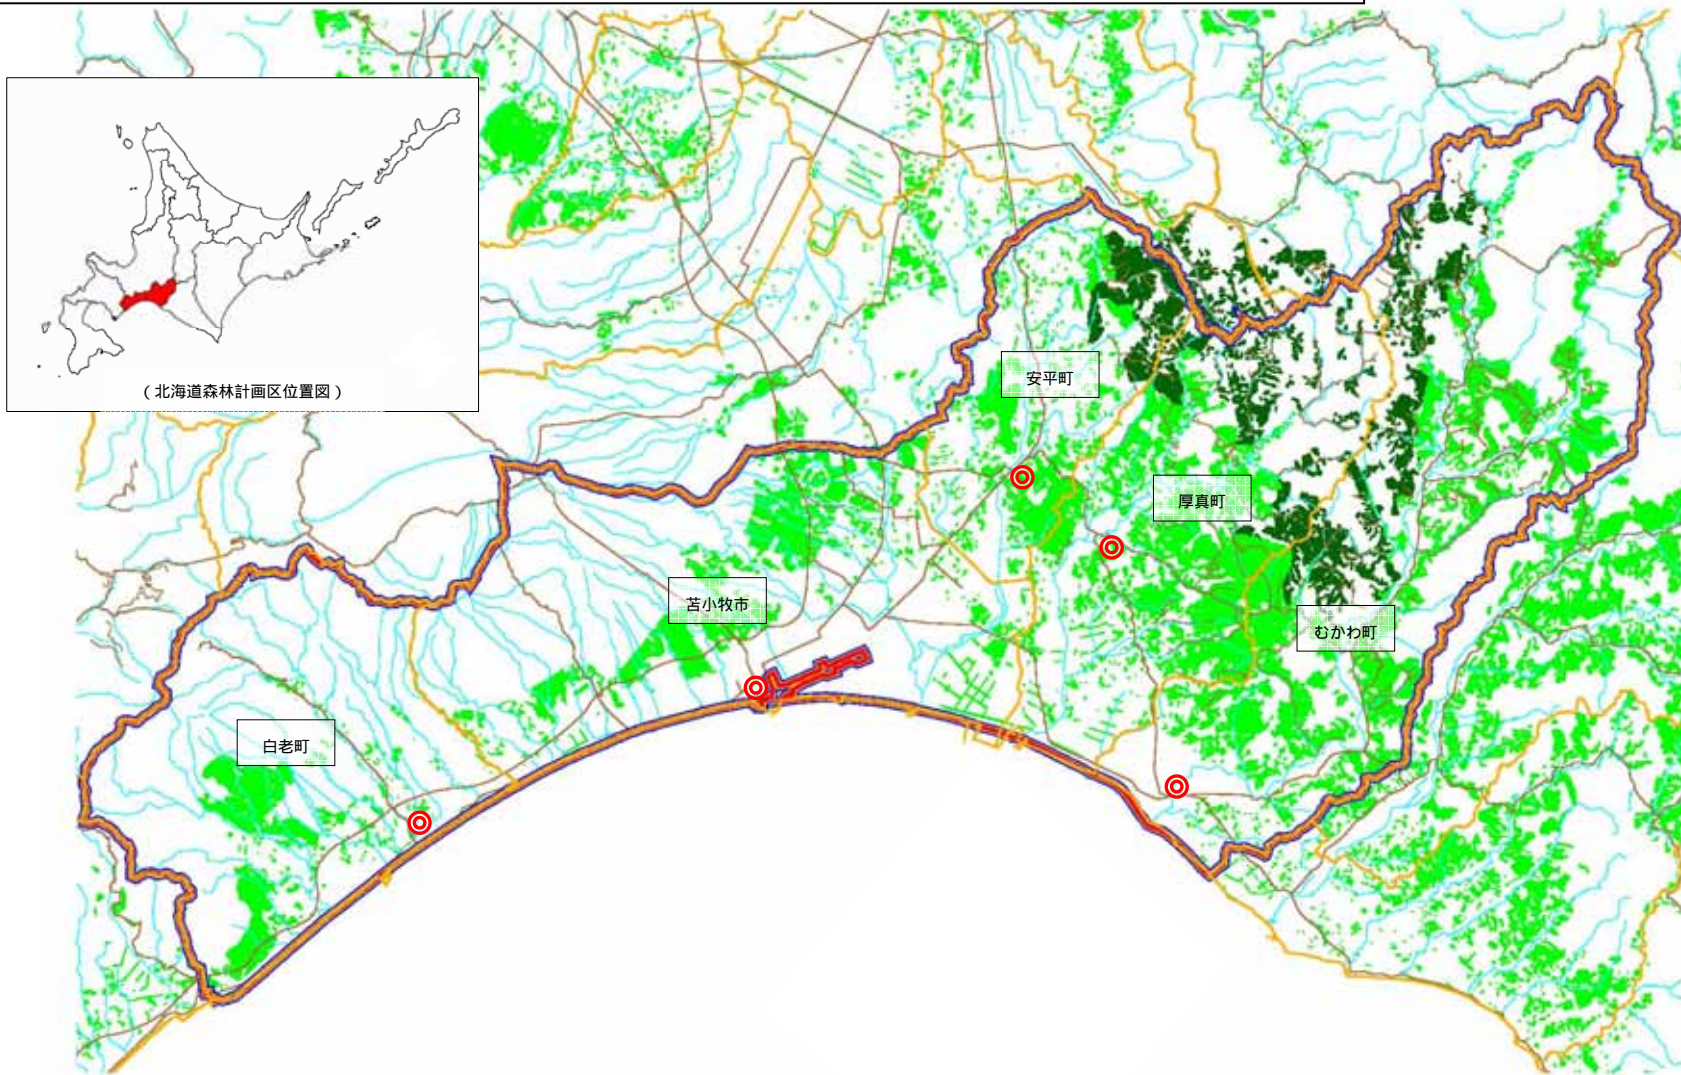 (北海道森林計画区位置図)
安平町
厚真町
苫小牧市
むかわ町
白老町